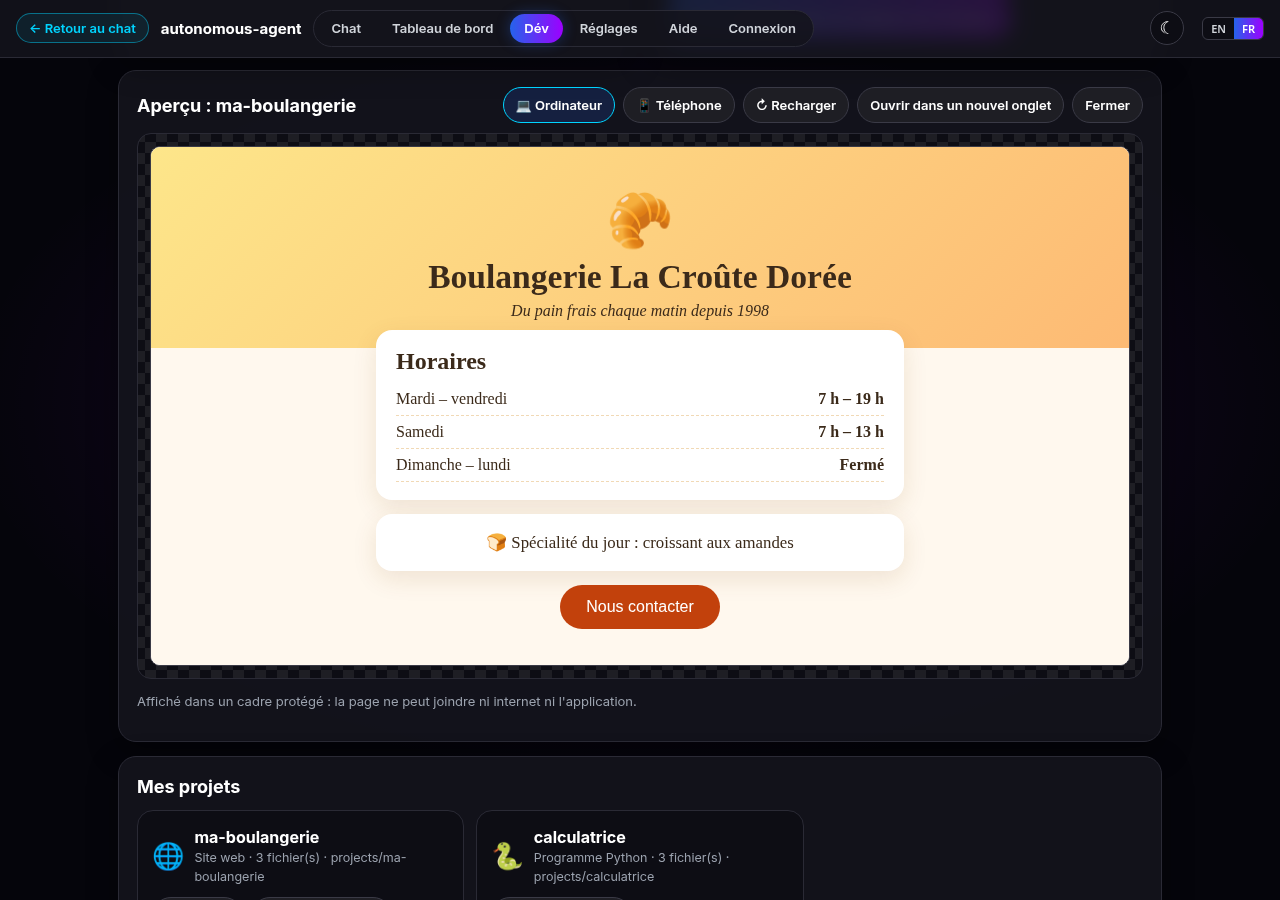 ← Retour au chat
autonomous-agent
Chat
Tableau de bord
Dév
Réglages
Aide
Connexion
EN
FR
Aperçu : ma-boulangerie
Ordinateur
Téléphone
↻ Recharger
Ouvrir dans un nouvel onglet
Fermer
Boulangerie La Croûte Dorée
Du pain frais chaque matin depuis 1998
Horaires
Mardi – vendredi 7 h – 19 h
Samedi 7 h – 13 h
Dimanche – lundi Fermé
Spécialité du jour : croissant aux amandes
Nous contacter
Affiché dans un cadre protégé : la page ne peut joindre ni internet ni l'application.
Mes projets
ma-boulangerie
Site web · 3 fichier(s) · projects/ma-
boulangerie
calculatrice
Programme Python · 3 fichier(s) ·
projects/calculatrice